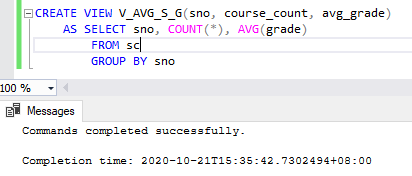 CREATE VIEW V_AVG_S_G(sno, course_count, avg_grade)
AS SELECT sno, COUNT(*), AVG(grade)
FROM sc
GROUP BY sno
100 %
Messages
Commands completed successfully.
Completion time: 2020-10-21T15:35:42.7302494+08:00